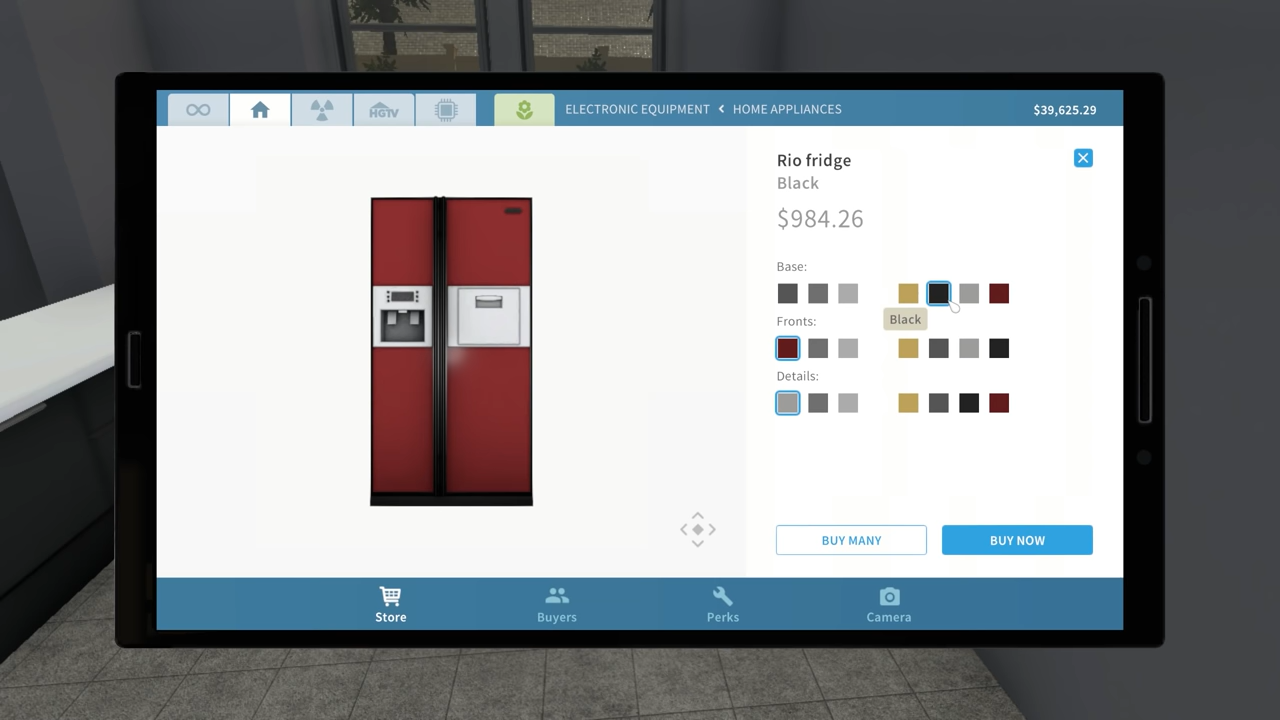 HGTV
ELECTRONIC EQUIPMENT < HOME APPLIANCES
$39,625.29
Rio fridge
Black
$984.26
Base:
Black
Fronts:
Details:
BUY MANY
BUY NOW
Store
Buyers
Perks
Camera